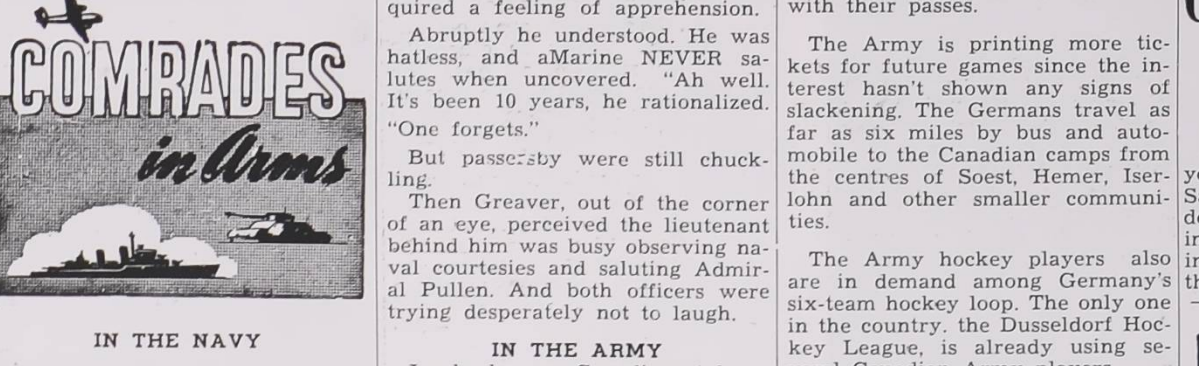 COMRADES
in Arms
IN THE NAVY
quired a feeling of apprehension.
Abruptly he understood. He was
hatless, and aMarine NEVER sa-
lutes when uncovered. "Ah well.
It's been 10 years, he rationalized.
"One forgets."
But passersby were still chuck-
ling.
Then Greaver, out of the corner
of an eye, perceived the lieutenant
behind him was busy observing na-
val courtesies and saluting Admir-
al Pullen. And both officers were
trying desperately not to laugh.
IN THE ARMY
with their passes.
The Army is printing more tic-
kets for future games since the in-
terest hasn't shown any signs of
slackening. The Germans travel as
far as six miles by bus and auto-
mobile to the Canadian camps from
the centres of Soest, Hemer, Iser-
lohn and other smaller communi-
ties.
The Army hockey players also
are in demand among Germany's
six-team hockey loop. The only one
in the country. the Dusseldorf Hoc-
key League, is already using se-